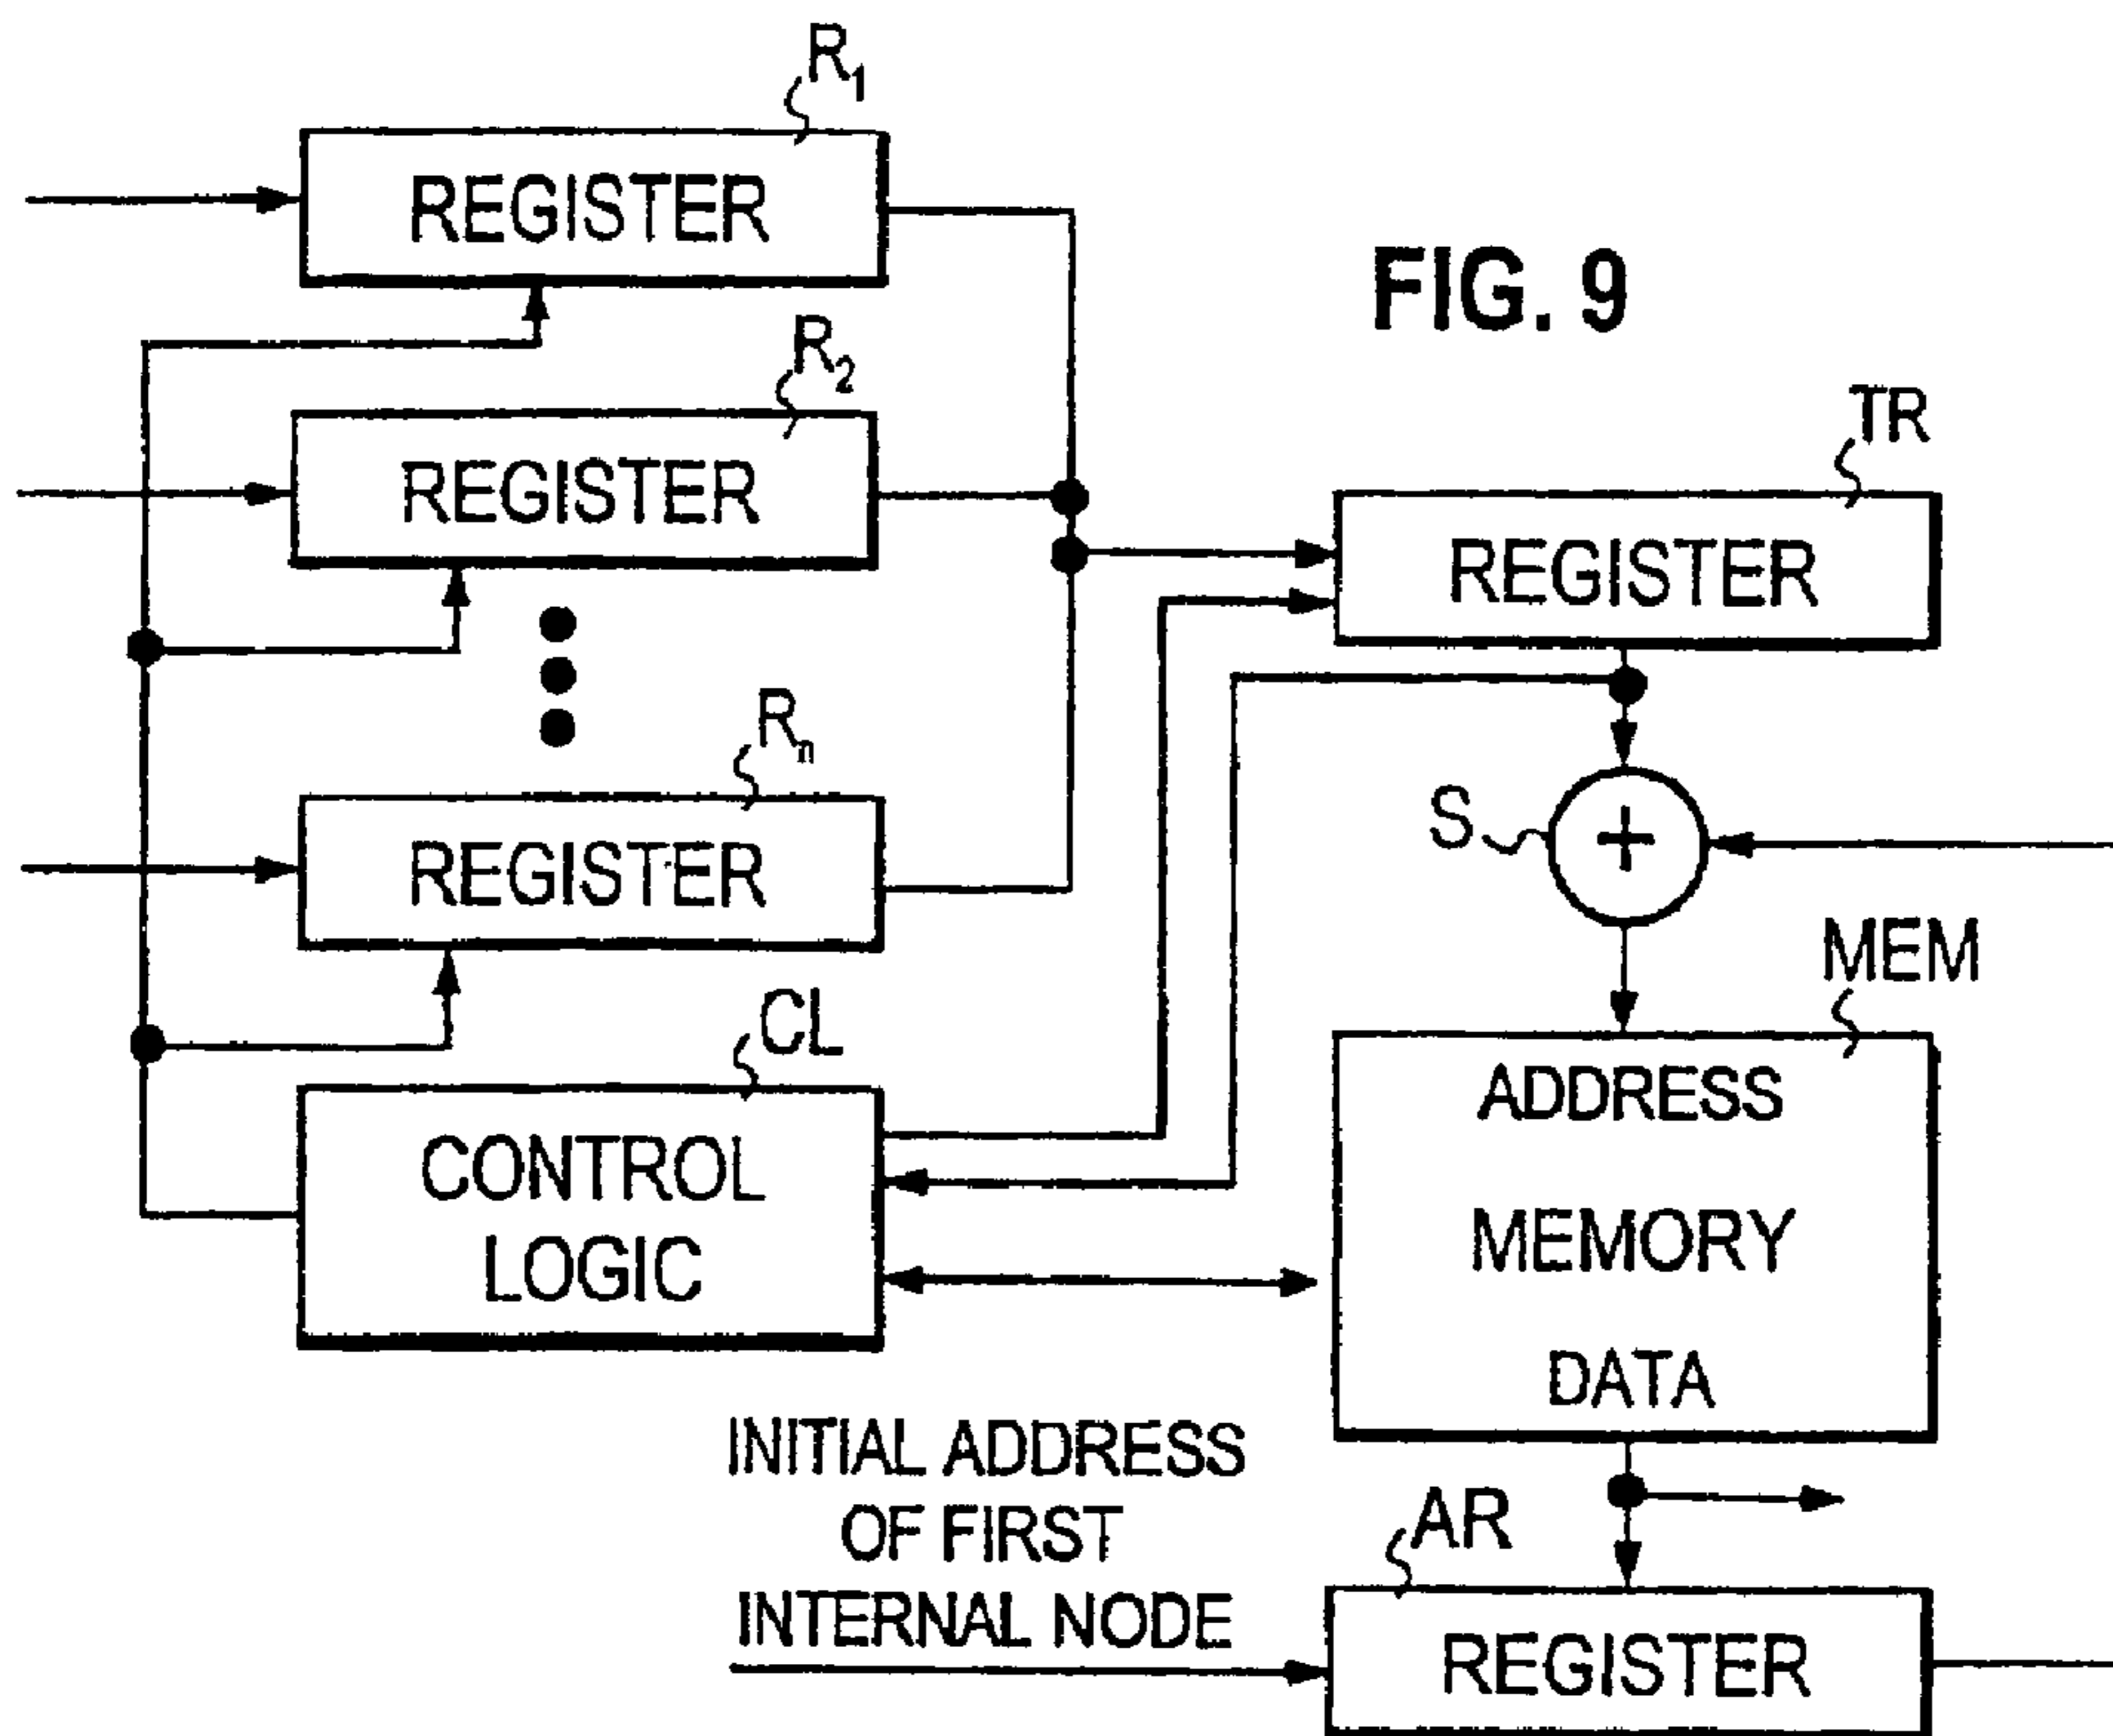 R1
REGISTER
FIG. 9
R2
REGISTER
TR
REGISTER
Rn
REGISTER
S
+
MEM
CL
CONTROL
LOGIC
ADDRESS
MEMORY
DATA
INITIAL ADDRESS
OF FIRST
INTERNAL NODE
AR
REGISTER